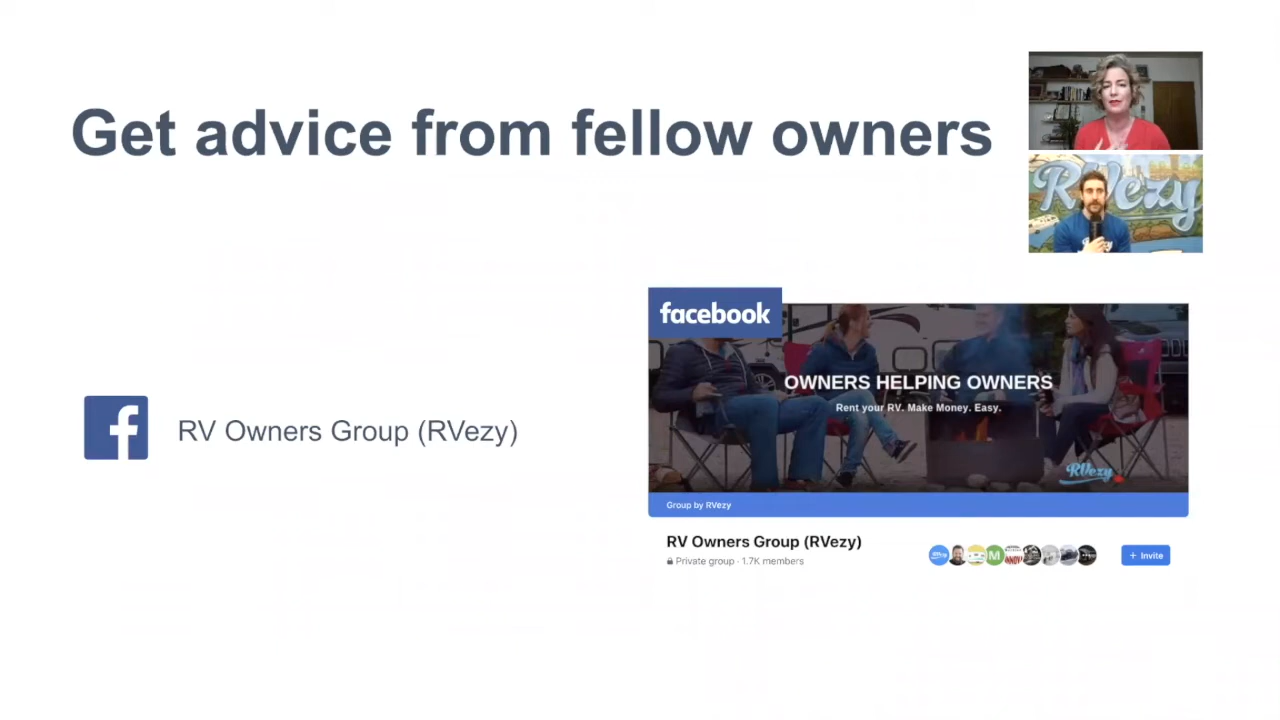 Get advice from fellow owners
RVezy
facebook
OWNERS HELPING OWNERS
Rent your RV. Make Money. Easy.
RVezy
Group by RVezy
RV Owners Group (RVezy)
RV Owners Group (RVezy)
Private group · 1.7K members
+ Invite